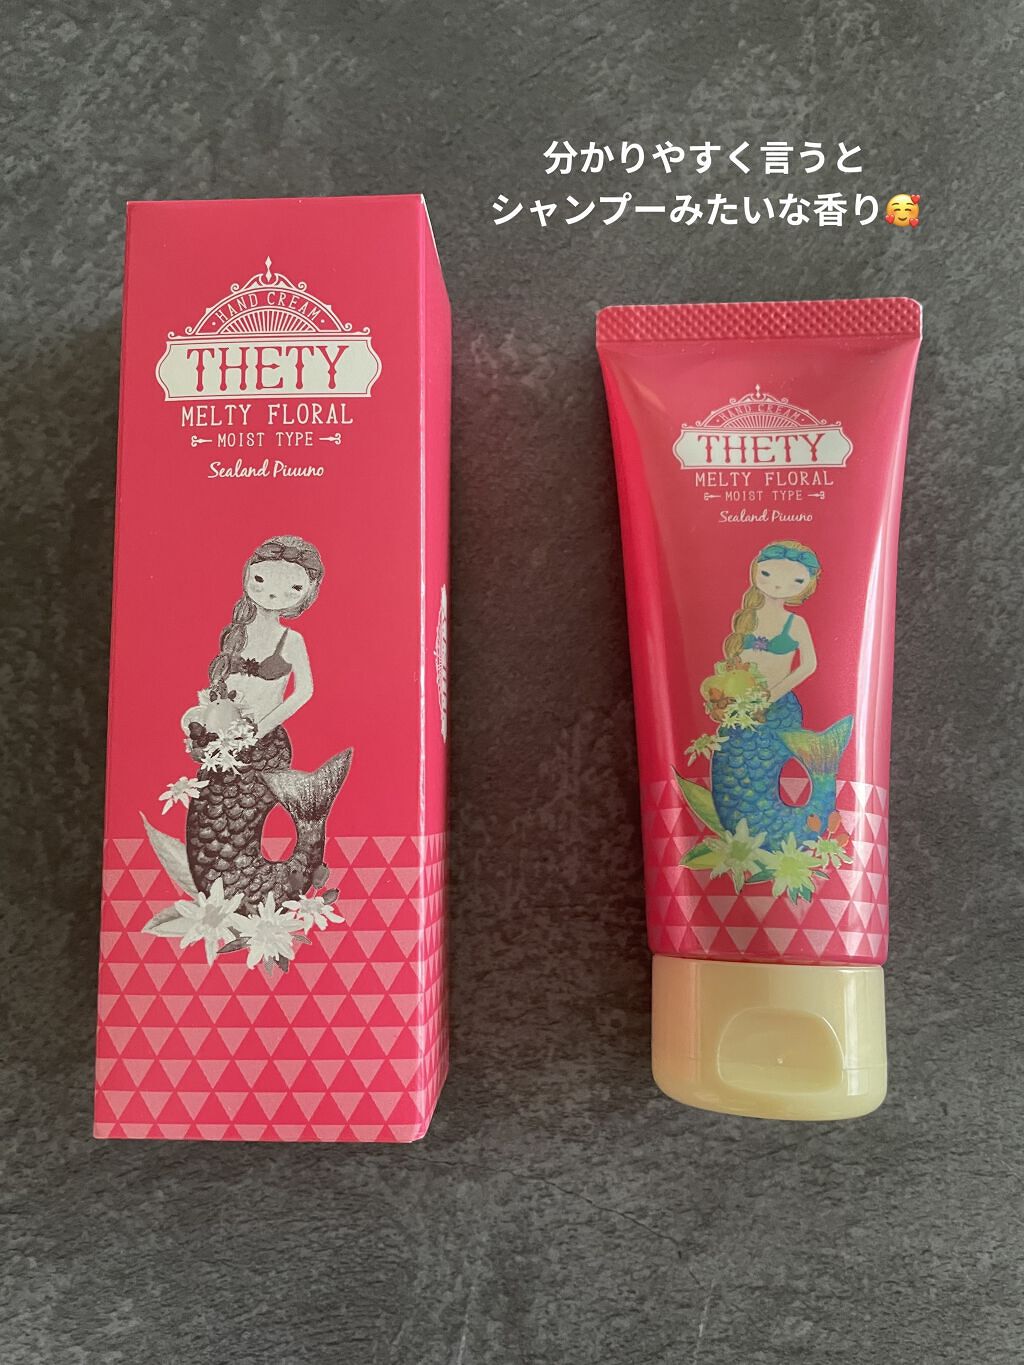 分かりやすく言うと
シャンプーみたいな香り🥰
HAND CREAM
THETY
MELTY FLORAL
MOIST TYPE
Sealand Piuuno
HAND CREAM
THETY
MELTY FLORAL
MOIST TYPE
Sealand Piuuno